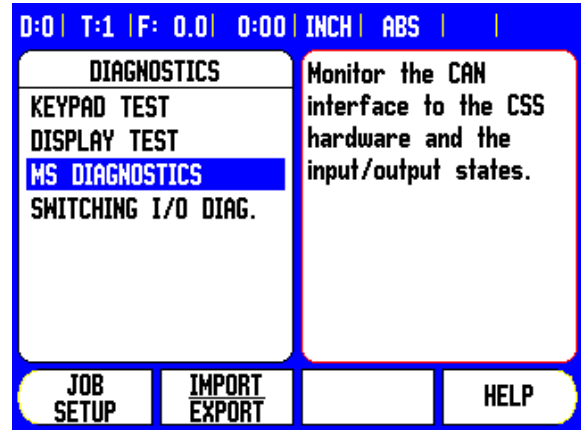 D:0| T:1 |F: 0.0| 0:00| INCH| ABS | |
DIAGNOSTICS
KEYPAD TEST
DISPLAY TEST
MS DIAGNOSTICS
SWITCHING I/O DIAG.
Monitor the CAN
interface to the CSS
hardware and the
input/output states.
JOB
SETUP
IMPORT
EXPORT
HELP